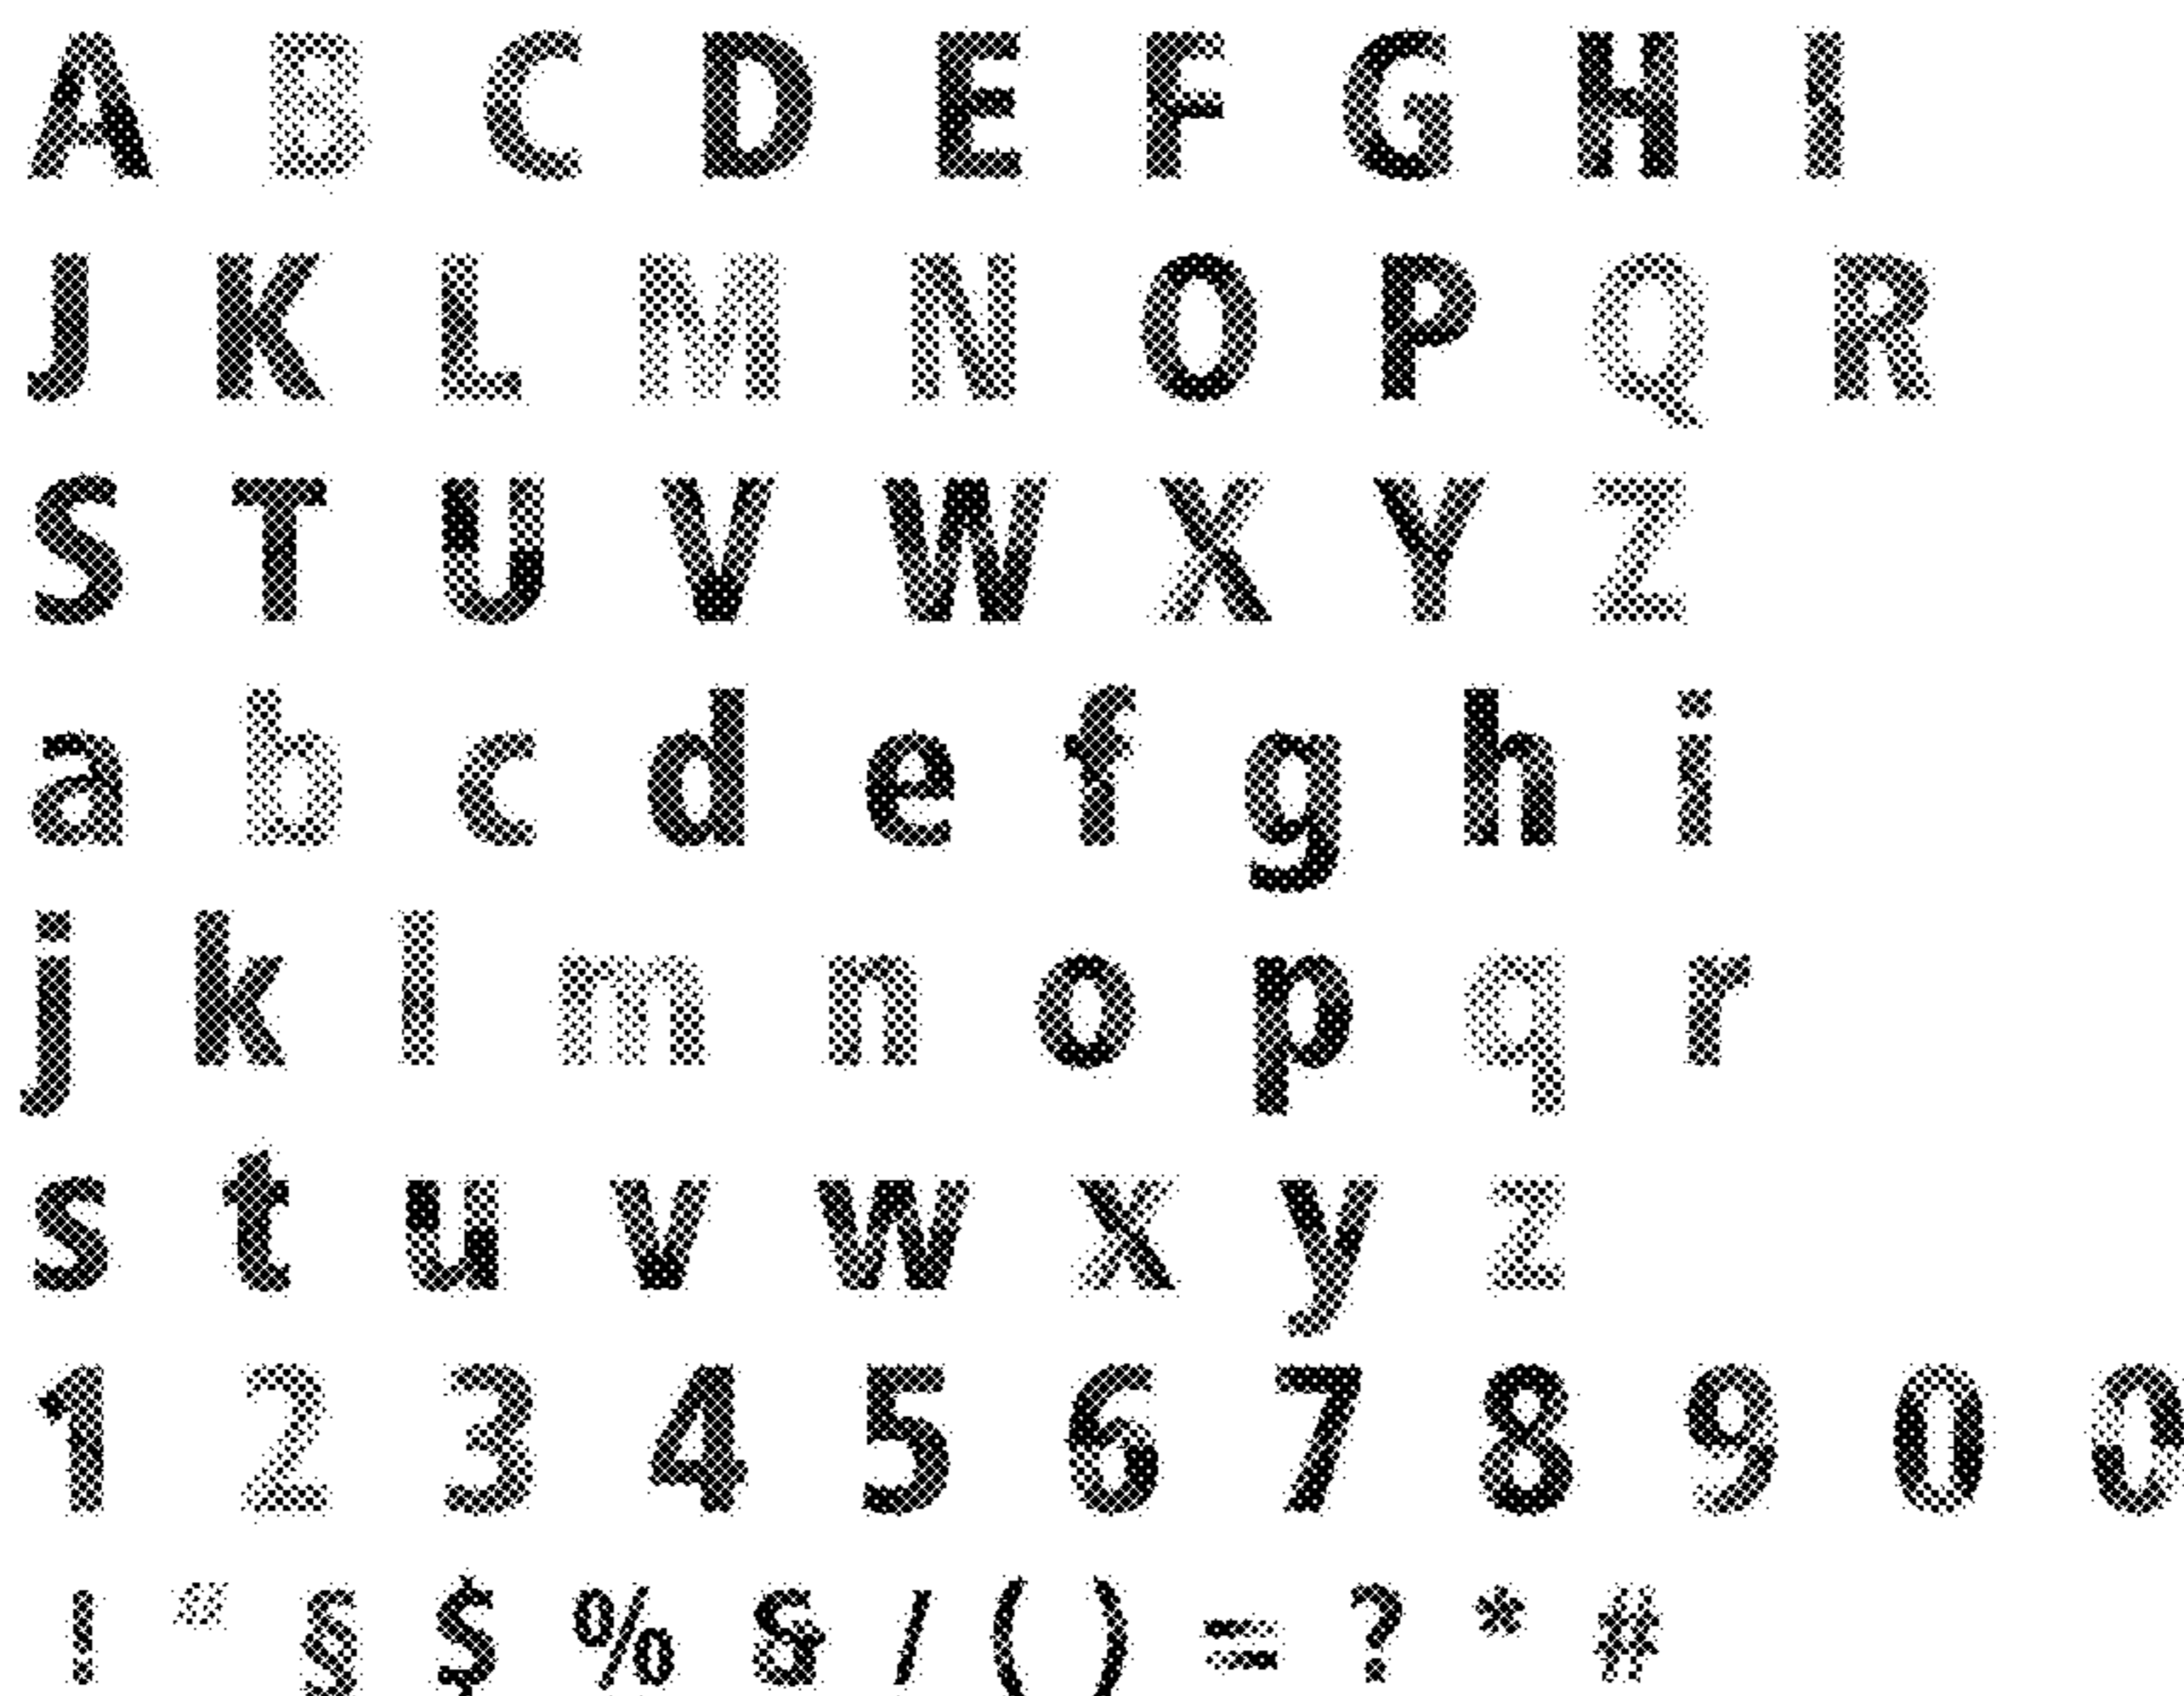 A B C D E F G H I
J K L M N O P Q R
S T U V W X Y Z
a b c d e f g h i
j k l m n o p q r
s t u v w x y z
1 2 3 4 5 6 7 8 9 0
! " § $ % & / ( ) = ? * #